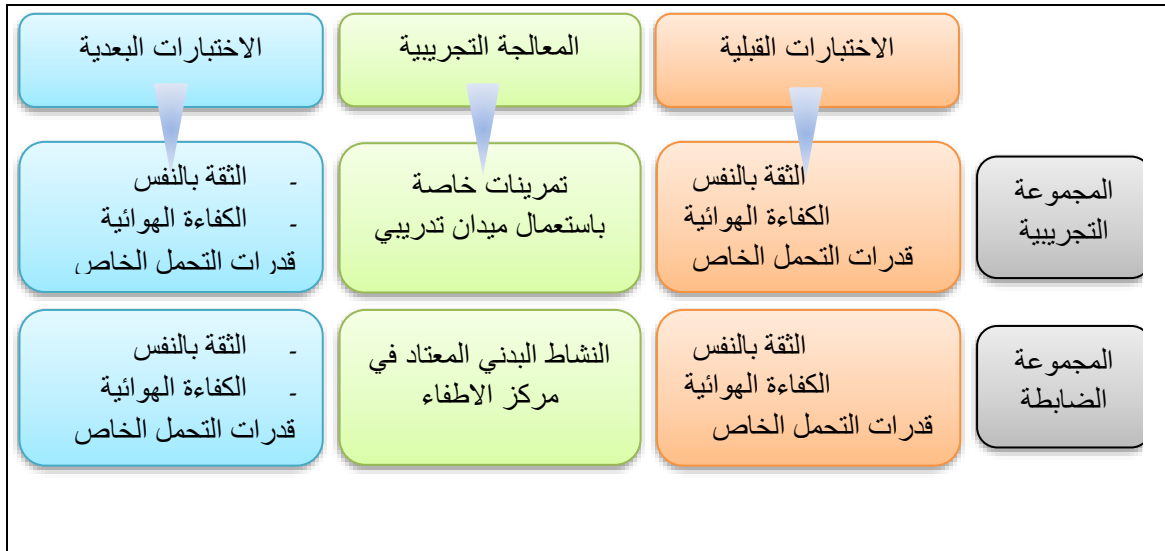 الاختبارات القبلية
المعالجة التجريبية
الاختبارات البعدية
المجموعة
التجريبية
الثقة بالنفس
الكفاءة الهوائية
قدرات التحمل الخاص
تمرينات خاصة
باستعمال ميدان تدريبي
- الثقة بالنفس
- الكفاءة الهوائية
قدرات التحمل الخاص
المجموعة
الضابطة
الثقة بالنفس
الكفاءة الهوائية
قدرات التحمل الخاص
النشاط البدني المعتاد في
مركز الاطفاء
- الثقة بالنفس
- الكفاءة الهوائية
قدرات التحمل الخاص